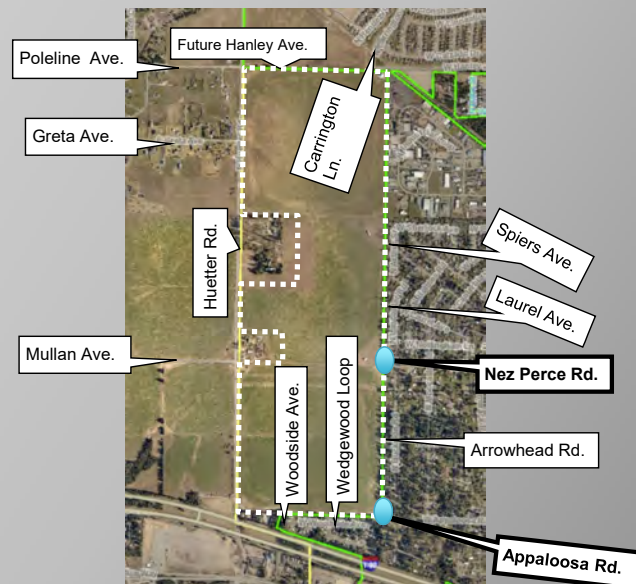 Future Hanley Ave.
Poleline Ave.
Carrington
Ln.
Greta Ave.
Huetter Rd.
Spiers Ave.
Laurel Ave.
Mullan Ave.
Nez Perce Rd.
Woodside Ave.
Wedgewood Loop
Arrowhead Rd.
Appaloosa Rd.